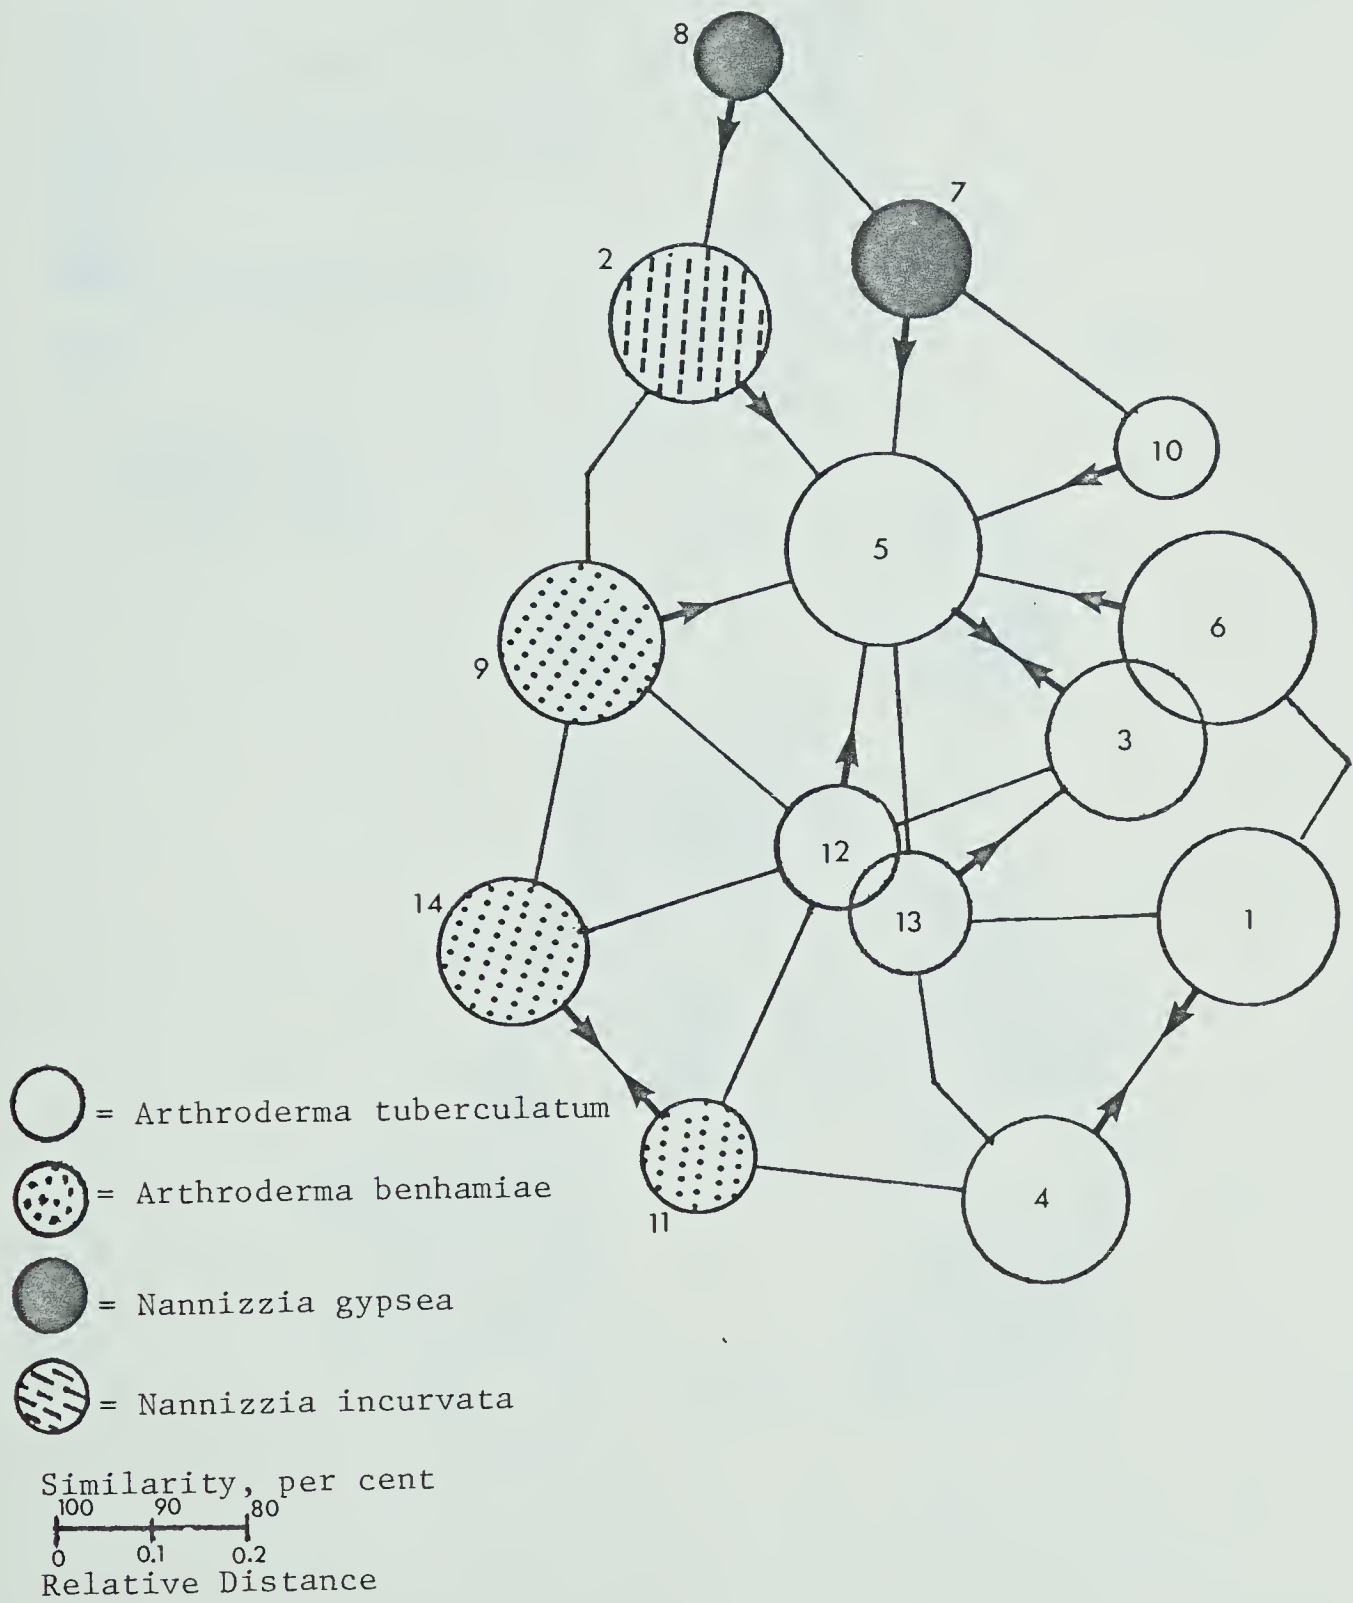 8
7
2
10
5
6
9
3
12
14
13
1
= Arthroderma tuberculatum
= Arthroderma benhamiae
4
11
= Nannizzia gypsea
= Nannizzia incurvata
Similarity, per cent
100 90 80
0 0.1 0.2
Relative Distance